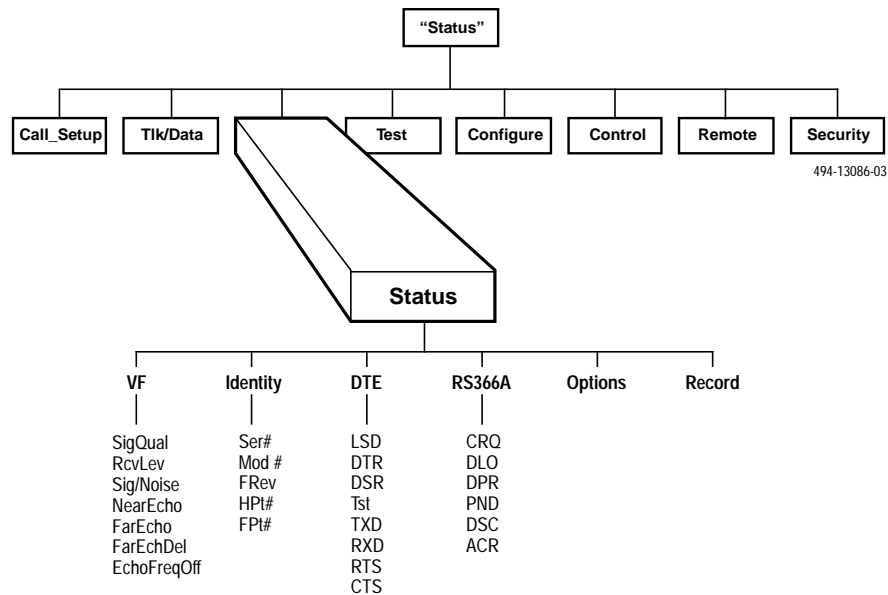 “Status”
Call_Setup Tlk/Data Test Configure Control Remote Security
494-13086-03
Status
VF Identity DTE RS366A Options Record
SigQual Ser# LSD CRQ
RcvLev Mod # DTR DLO
Sig/Noise FRev DSR DPR
NearEcho HPt# Tst PND
FarEcho FPt# TXD DSC
FarEchDel RXD ACR
EchoFreqOff RTS
CTS